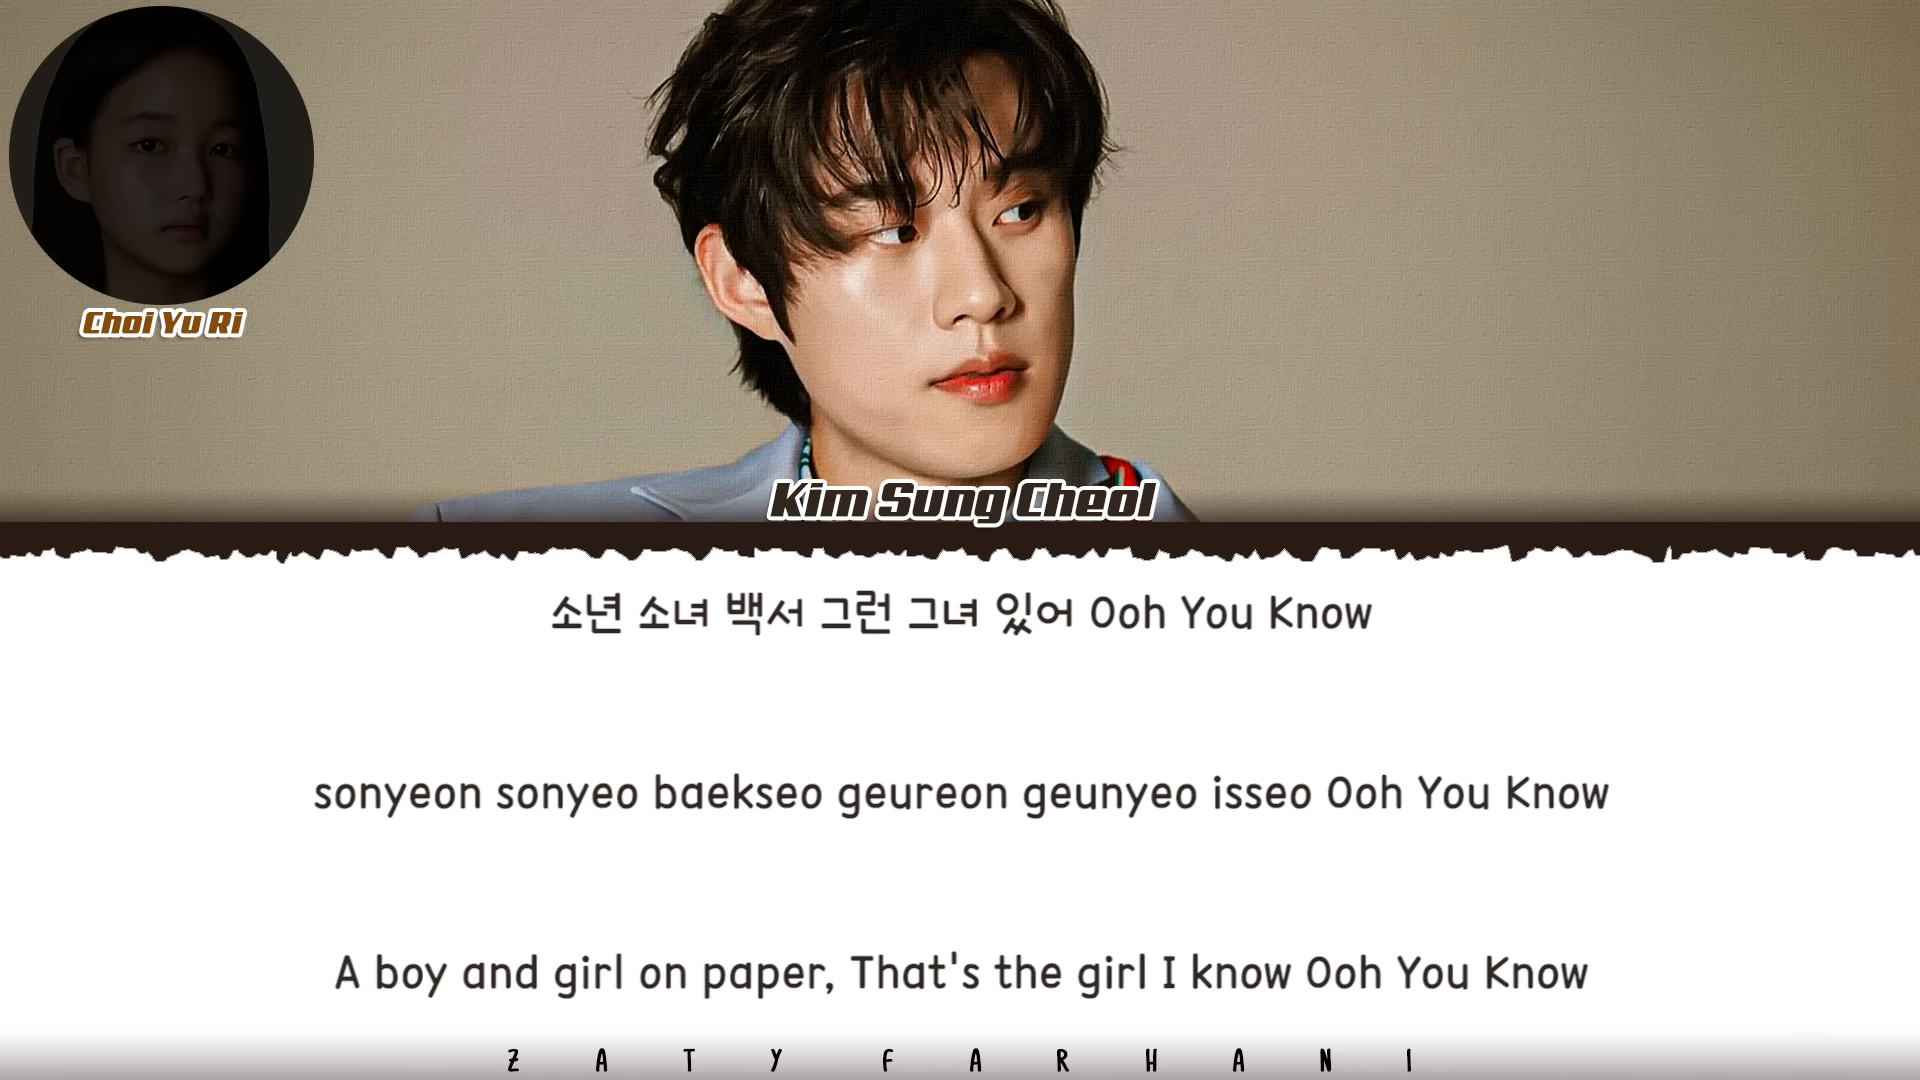 Choi Yu Ri
Kim Sung Cheol
소년 소녀 백서 그런 그녀 있어 Ooh You Know
sonyeon sonyeo baekseo geureon geunyeo isseo Ooh You Know
A boy and girl on paper, That's the girl I know Ooh You Know
ZATY FARHANI